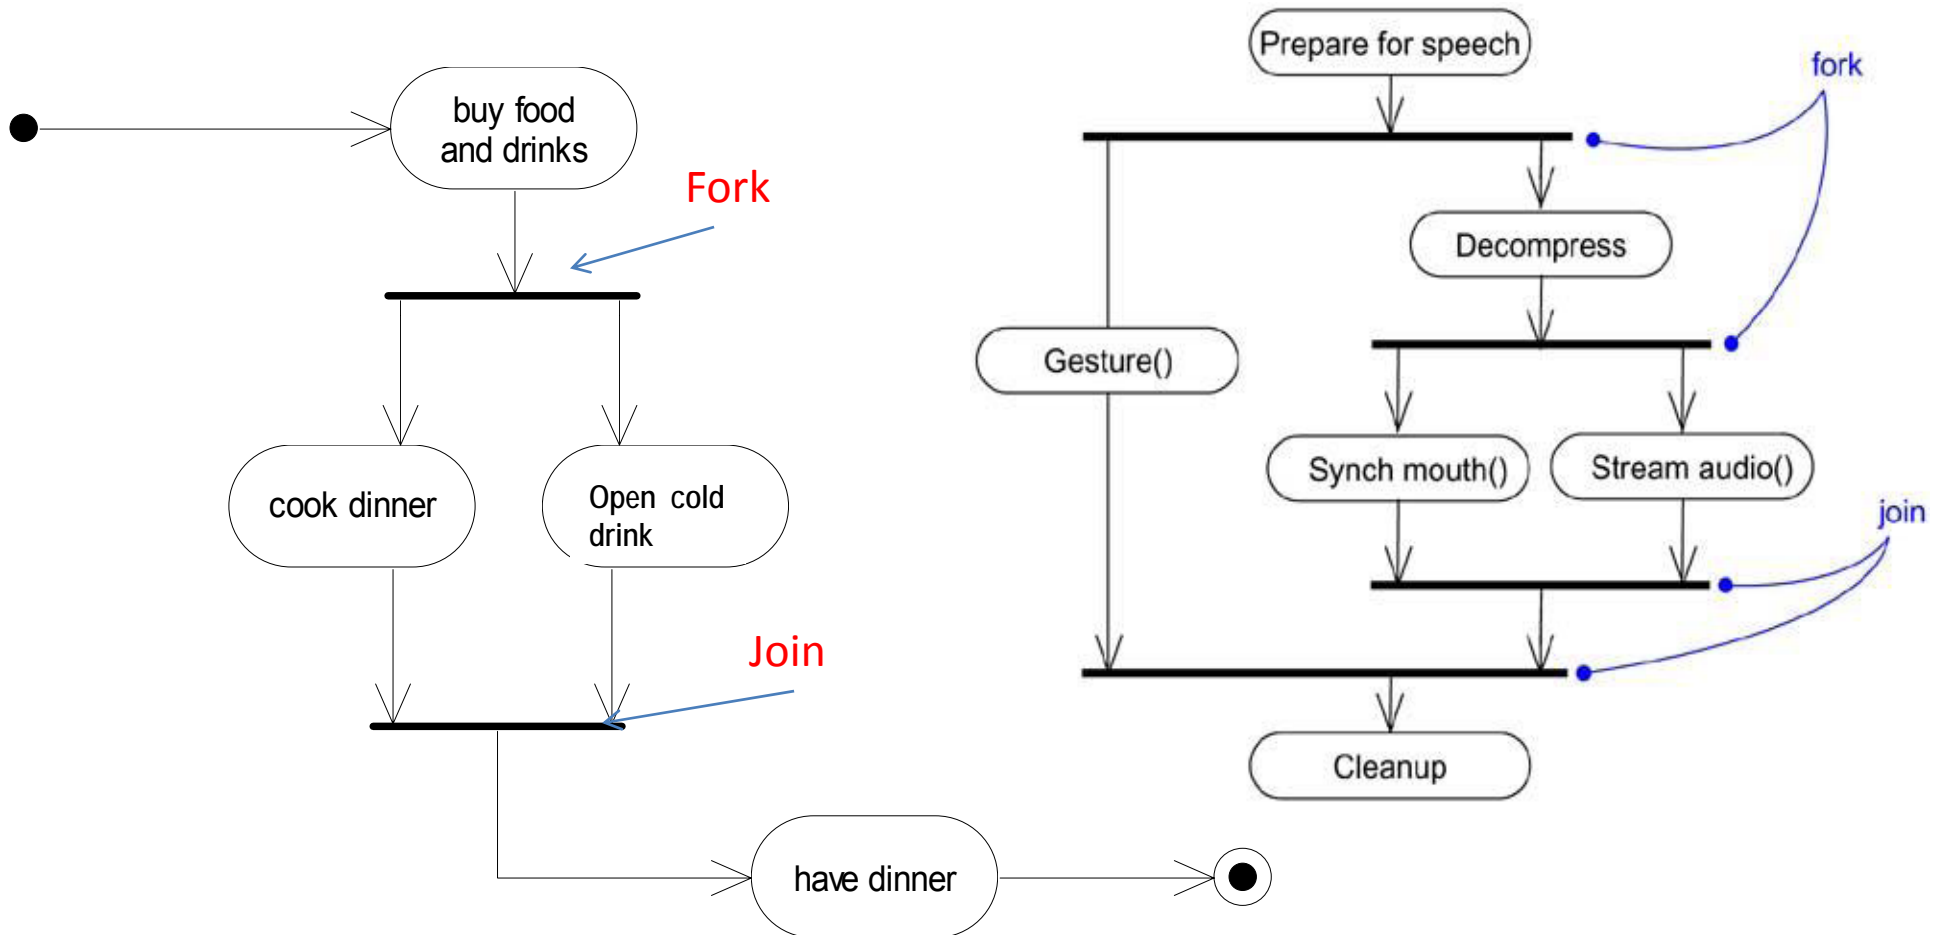 buy food
and drinks
Fork
cook dinner
Open cold
drink
Join
have dinner
Prepare for speech
fork
Decompress
Gesture()
Synch mouth()
Stream audio()
join
Cleanup